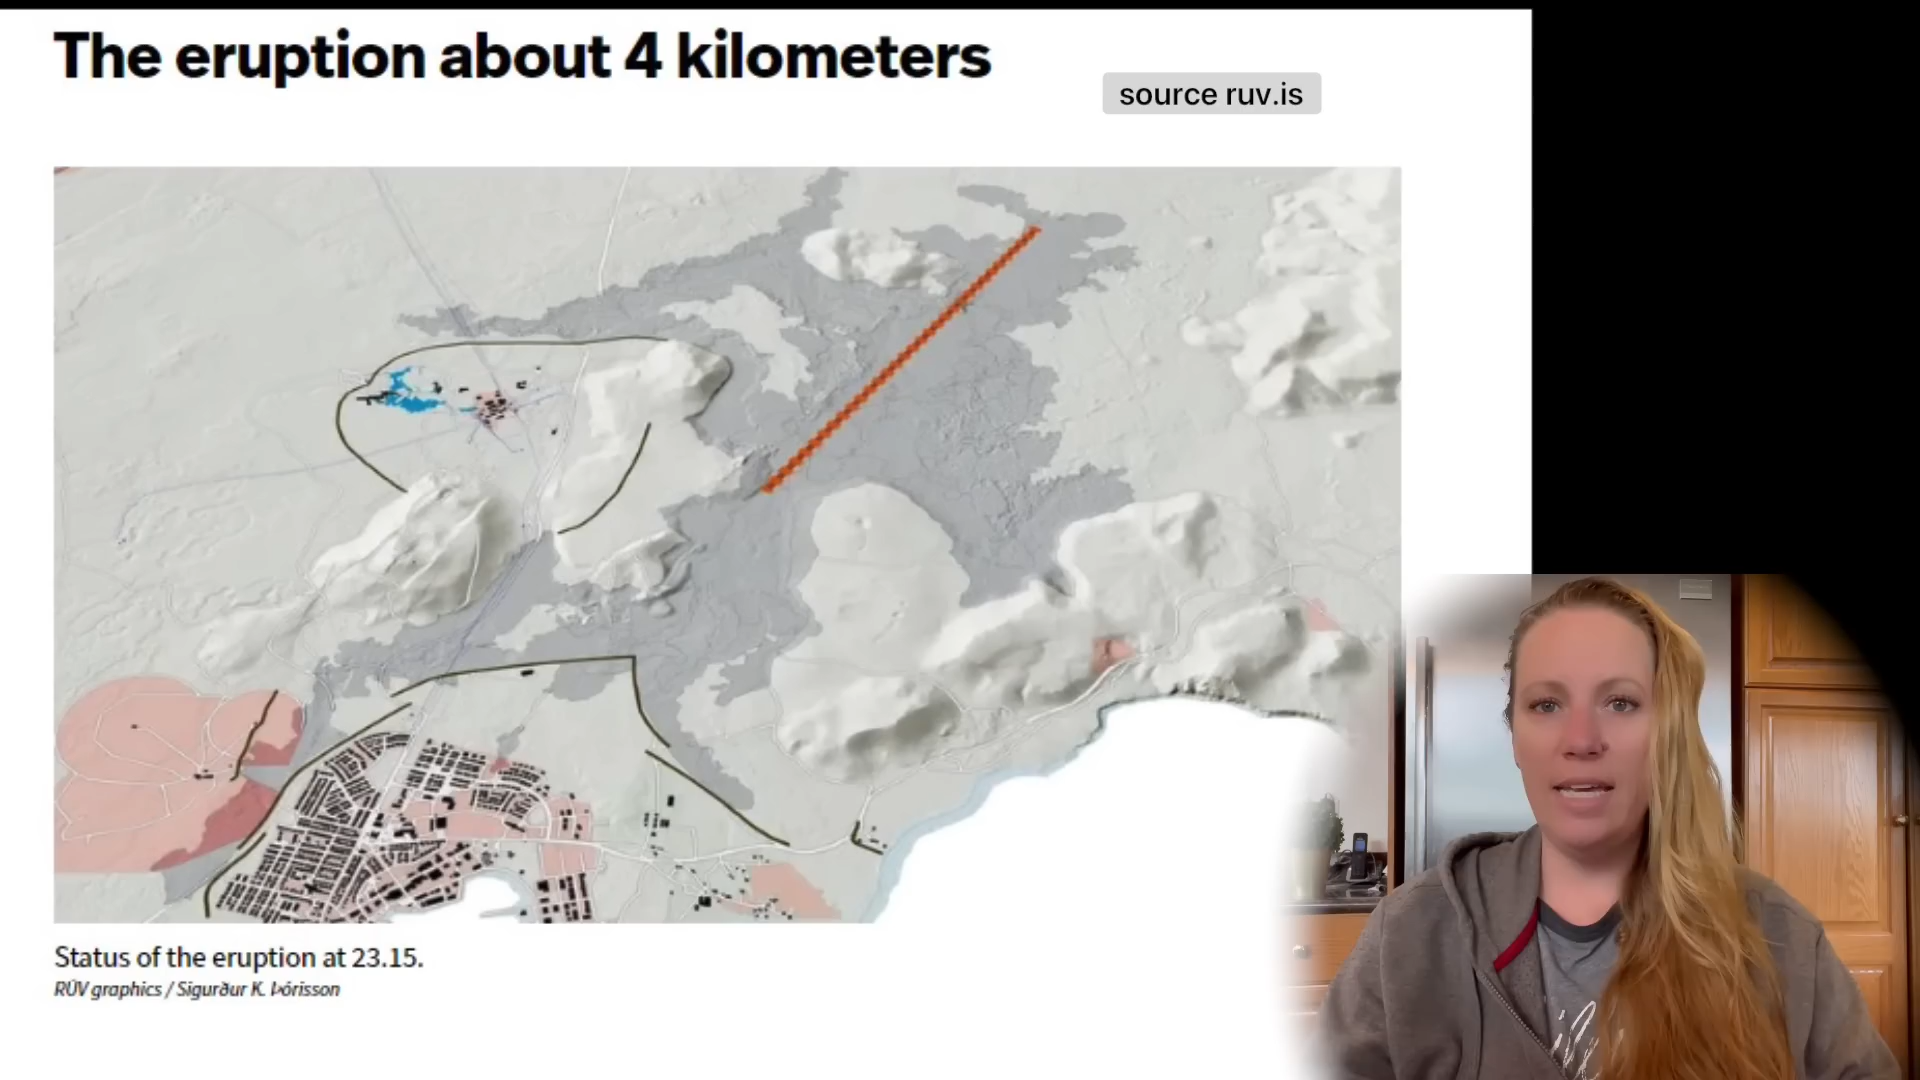 The eruption about 4 kilometers
source ruv.is
Status of the eruption at 23.15.
RÚV graphics / Sigurður K. Þórisson